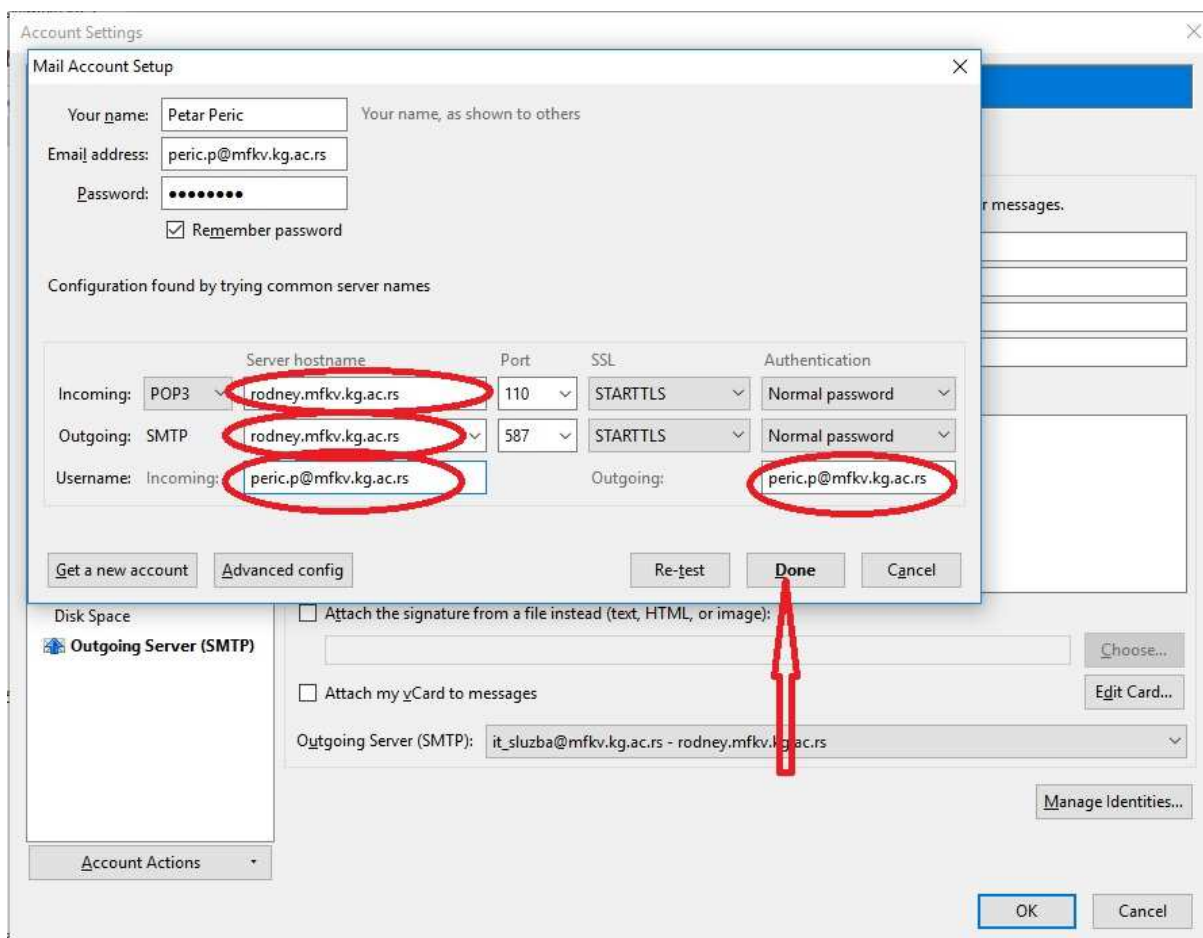 Account Settings
Mail Account Setup
Your name: Petar Peric Your name, as shown to others
Email address: peric.p@mfkv.kg.ac.rs
Password: ••••••••
Remember password
r messages.
Configuration found by trying common server names
Server hostname Port SSL Authentication
Incoming: POP3 rodney.mfkv.kg.ac.rs 110 STARTTLS Normal password
Outgoing: SMTP rodney.mfkv.kg.ac.rs 587 STARTTLS Normal password
Username: Incoming: peric.p@mfkv.kg.ac.rs Outgoing: peric.p@mfkv.kg.ac.rs
Get a new account Advanced config Re-test Done Cancel
Disk Space
Attach the signature from a file instead (text, HTML, or image):
Outgoing Server (SMTP)
Choose...
Attach my vCard to messages
Edit Card...
Outgoing Server (SMTP): it_sluzba@mfkv.kg.ac.rs - rodney.mfkv.kg.ac.rs
Manage Identities...
Account Actions
OK Cancel